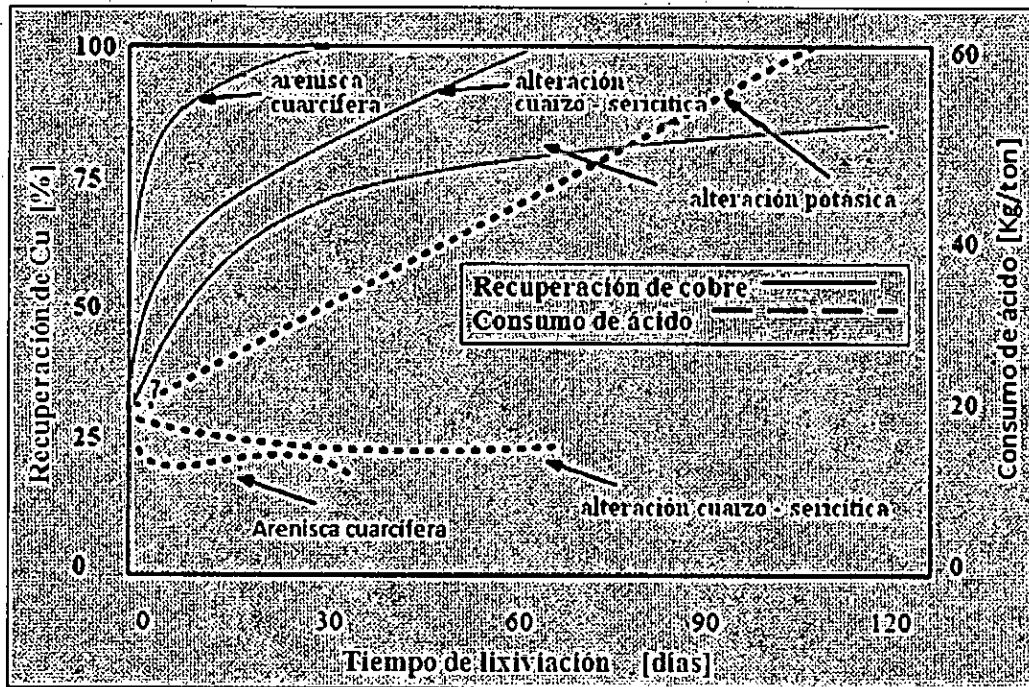 100
75
50
25
0
Recuperación de Cu [%]
arenisca
cuarcífera
alteración
cuarzo - sericítica
alteración potásica
Recuperación de cobre
Consumo de ácido
Arenisca cuarcífera
alteración cuarzo - sericítica
60
40
20
0
Consumo de acido [Kg/ton]
0 30 60 90 120
Tiempo de lixiviación [días]